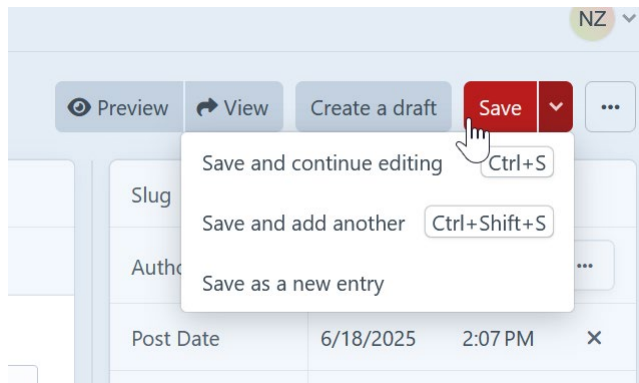 NZ
Preview View Create a draft Save
Save and continue editing Ctrl+S
Slug
Save and add another Ctrl+Shift+S
Save as a new entry
Post Date 6/18/2025 2:07 PM